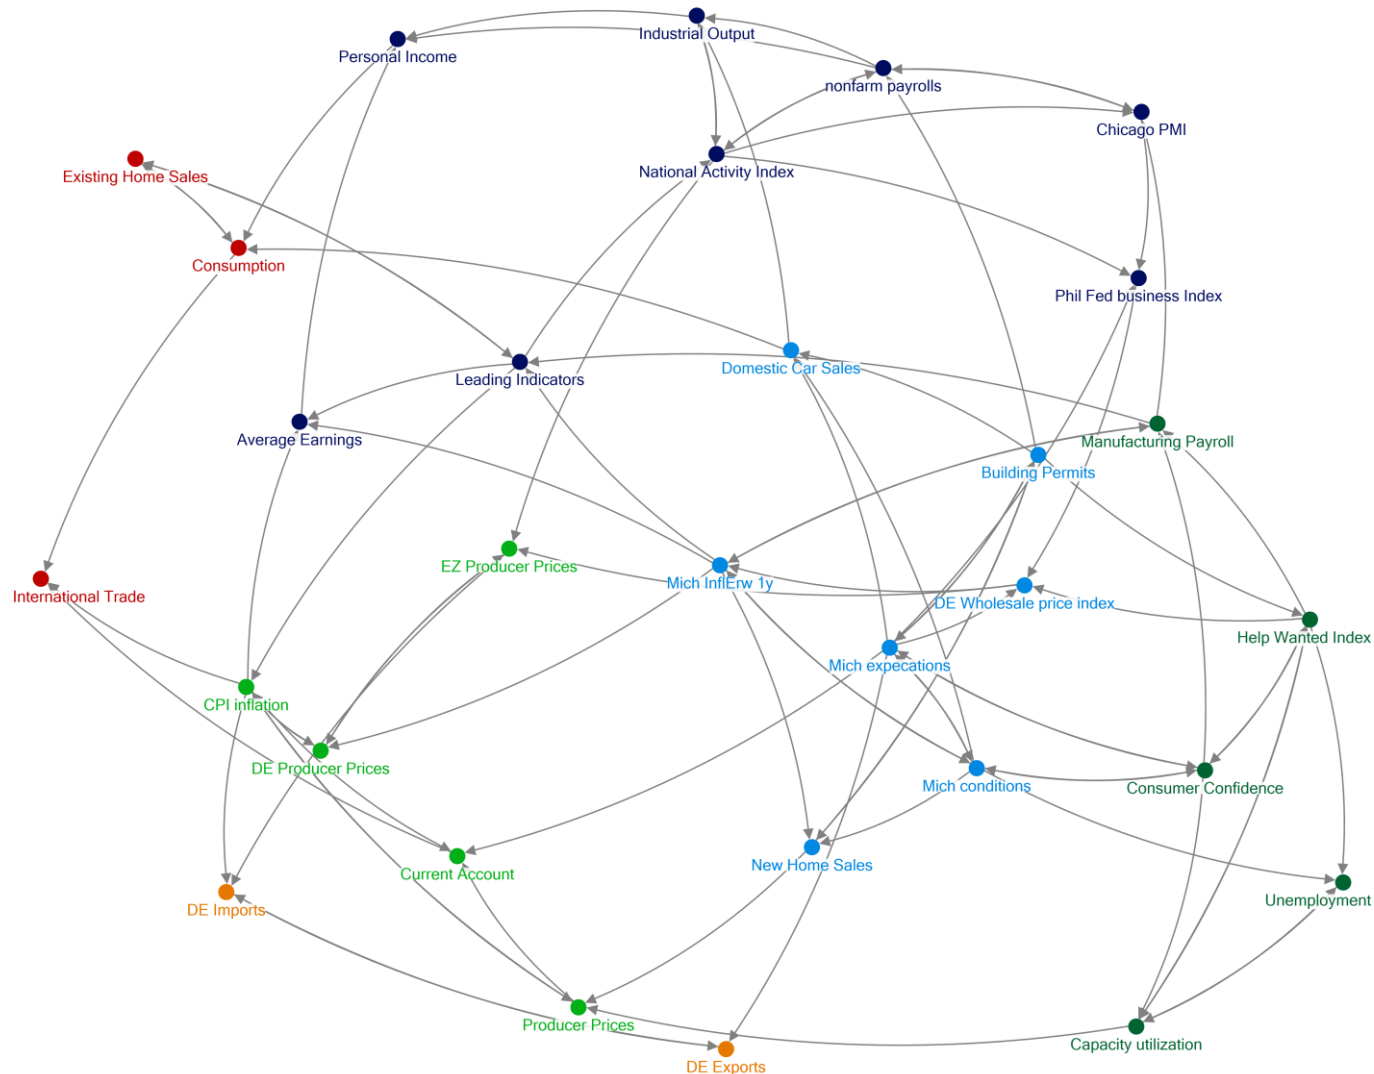 Industrial Output
Personal Income
nonfarm payrolls
Chicago PMI
Existing Home Sales
National Activity Index
Consumption
Phil Fed business Index
Domestic Car Sales
Leading Indicators
Average Earnings
Manufacturing Payroll
Building Permits
EZ Producer Prices
Mich InflErw 1y
International Trade
DE Wholesale price index
Help Wanted Index
Mich expecations
CPI inflation
DE Producer Prices
Mich conditions
Consumer Confidence
New Home Sales
Current Account
Unemployment
DE Imports
Producer Prices
Capacity utilization
DE Exports